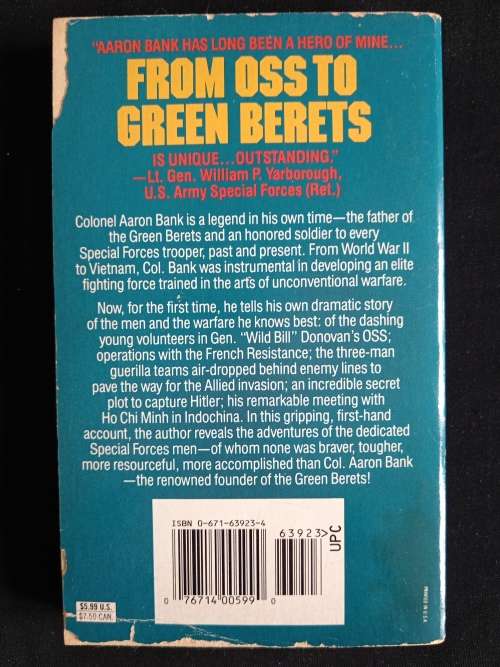 "AARON BANK HAS LONG BEEN A HERO OF MINE...
FROM OSS TO
GREEN BERETS
IS UNIQUE...OUTSTANDING."
—Lt. Gen. William P. Yarborough,
U.S. Army Special Forces (Ret.)
Colonel Aaron Bank is a legend in his own time—the father of
the Green Berets and an honored soldier to every
Special Forces trooper, past and present. From World War II
to Vietnam, Col. Bank was instrumental in developing an elite
fighting force trained in the arts of unconventional warfare.
Now, for the first time, he tells his own dramatic story
of the men and the warfare he knows best: of the dashing
young volunteers in Gen. "Wild Bill" Donovan's OSS;
operations with the French Resistance; the three-man
guerilla teams air-dropped behind enemy lines to
pave the way for the Allied invasion; an incredible secret
plot to capture Hitler; his remarkable meeting with
Ho Chi Minh in Indochina. In this gripping, first-hand
account, the author reveals the adventures of the dedicated
Special Forces men—of whom none was braver, tougher,
more resourceful, more accomplished than Col. Aaron Bank
—the renowned founder of the Green Berets!
ISBN 0-671-63923-4
63923>
UPC
0 76714 00599 0
$5.99 U.S.
$7.50 CAN.
PRINTED IN U.S.A.